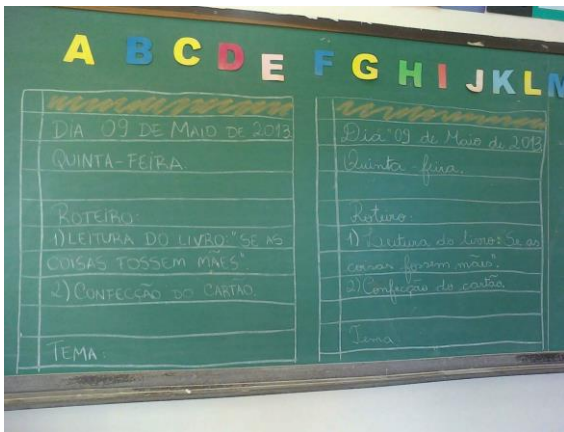 A B C D E F G H I J K L M
DIA 09 DE MAIO DE 2013
QUINTA-FEIRA.
ROTEIRO:
1) LEITURA DO LIVRO: "SE AS
COISAS FOSSEM MÃES".
2) CONFECÇÃO DO CARTÃO.
TEMA:
Dia 09 de Maio de 2013
Quinta-feira.
Roteiro:
1) Leitura do livro: "Se as
coisas fossem mães".
2) Confecção do cartão
Tema